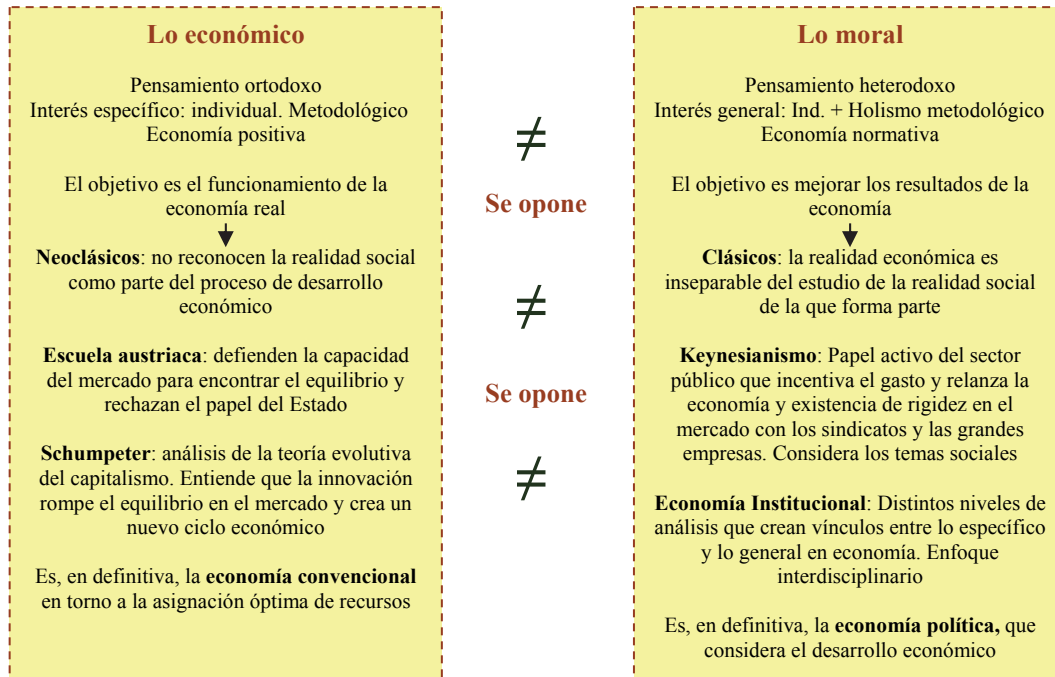 Lo económico
Pensamiento ortodoxo
Interés específico: individual. Metodológico
Economía positiva
El objetivo es el funcionamiento de la
economía real
Neoclásicos: no reconocen la realidad social
como parte del proceso de desarrollo
económico
Escuela austriaca: defienden la capacidad
del mercado para encontrar el equilibrio y
rechazan el papel del Estado
Schumpeter: análisis de la teoría evolutiva
del capitalismo. Entiende que la innovación
rompe el equilibrio en el mercado y crea un
nuevo ciclo económico
Es, en definitiva, la economía convencional
en torno a la asignación óptima de recursos
≠
Se opone
≠
Se opone
≠
Lo moral
Pensamiento heterodoxo
Interés general: Ind. + Holismo metodológico
Economía normativa
El objetivo es mejorar los resultados de la
economía
Clásicos: la realidad económica es
inseparable del estudio de la realidad social
de la que forma parte
Keynesianismo: Papel activo del sector
público que incentiva el gasto y relanza la
economía y existencia de rigidez en el
mercado con los sindicatos y las grandes
empresas. Considera los temas sociales
Economía Institucional: Distintos niveles de
análisis que crean vínculos entre lo específico
y lo general en economía. Enfoque
interdisciplinario
Es, en definitiva, la economía política, que
considera el desarrollo económico